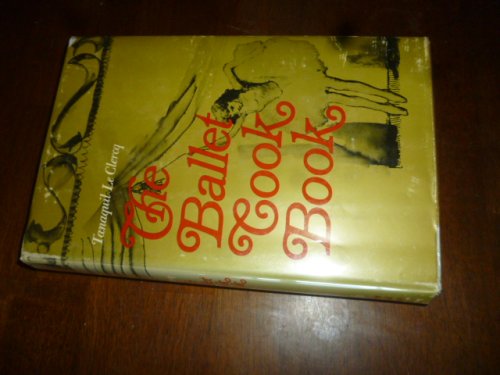 Tanaquil Le Clercq
The
Ballet
Cook
Book